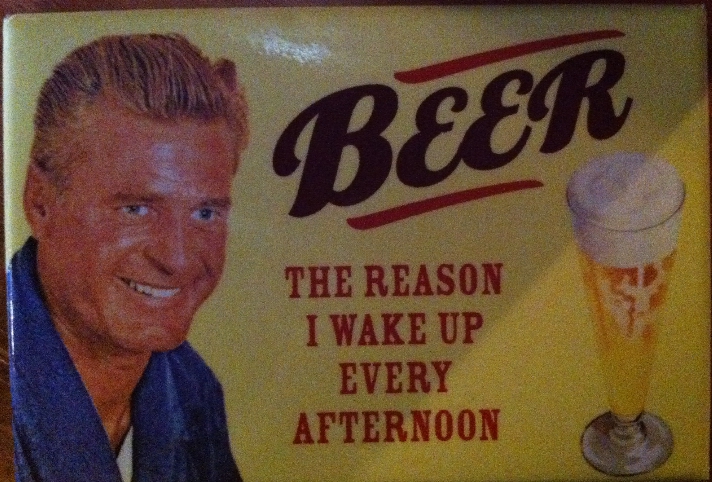 BEER
THE REASON
I WAKE UP
EVERY
AFTERNOON